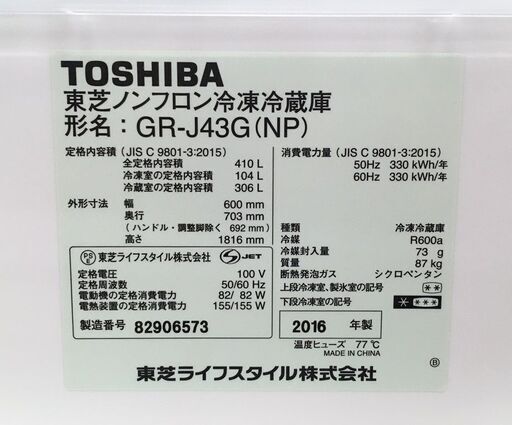 TOSHIBA
東芝ノンフロン冷凍冷蔵庫
形名：GR-J43G(NP)
定格内容積 (JIS C 9801-3:2015)
全定格内容積 410 L
冷凍室の定格内容積 104 L
冷蔵室の定格内容積 306 L
外形寸法 幅 600 mm
奥行 703 mm
(ハンドル・調整脚除く 692 mm)
高さ 1816 mm
PSE 東芝ライフスタイル株式会社 S JET
定格電圧 100 V
定格周波数 50/60 Hz
電動機の定格消費電力 82/ 82 W
電熱装置の定格消費電力 155/155 W
製造番号 82906573
消費電力量 (JIS C 9801-3:2015)
50Hz 330 kWh/年
60Hz 330 kWh/年
種類 冷凍冷蔵庫
冷媒 R600a
冷媒封入量 73 g
質量 87 kg
断熱発泡ガス シクロペンタン
上段冷凍室、製氷室の記号 **
下段冷凍室の記号 * ***
2016 年製
温度ヒューズ 77℃
MADE IN CHINA
B
東芝ライフスタイル株式会社